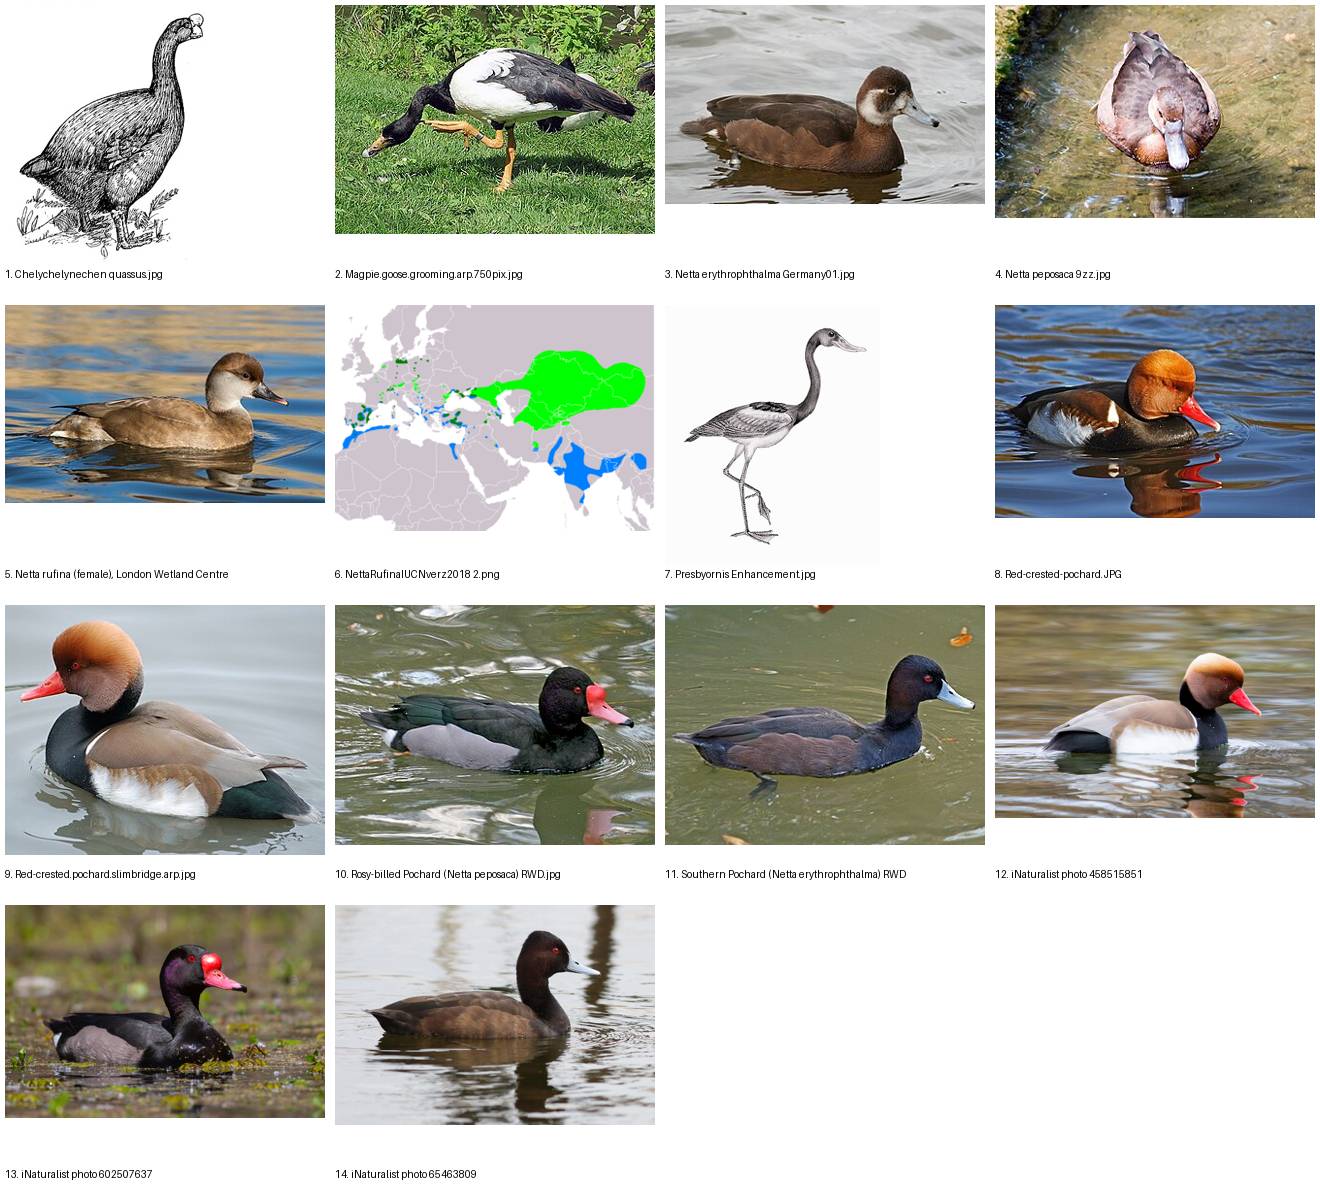 1. Chelychelynechen quassus.jpg
2. Magpie.goose.grooming.arp.750pix.jpg
3. Netta erythrophthalma Germany01.jpg
4. Netta peposaca 9zz.jpg
5. Netta rufina (female), London Wetland Centre
6. NettaRufinaIUCNverz2018 2.png
7. Presbyornis Enhancement.jpg
8. Red-crested-pochard.JPG
9. Red-crested.pochard.slimbridge.arp.jpg
10. Rosy-billed Pochard (Netta peposaca) RWD.jpg
11. Southern Pochard (Netta erythrophthalma) RWD
12. iNaturalist photo 458515851
13. iNaturalist photo 602507637
14. iNaturalist photo 65463809